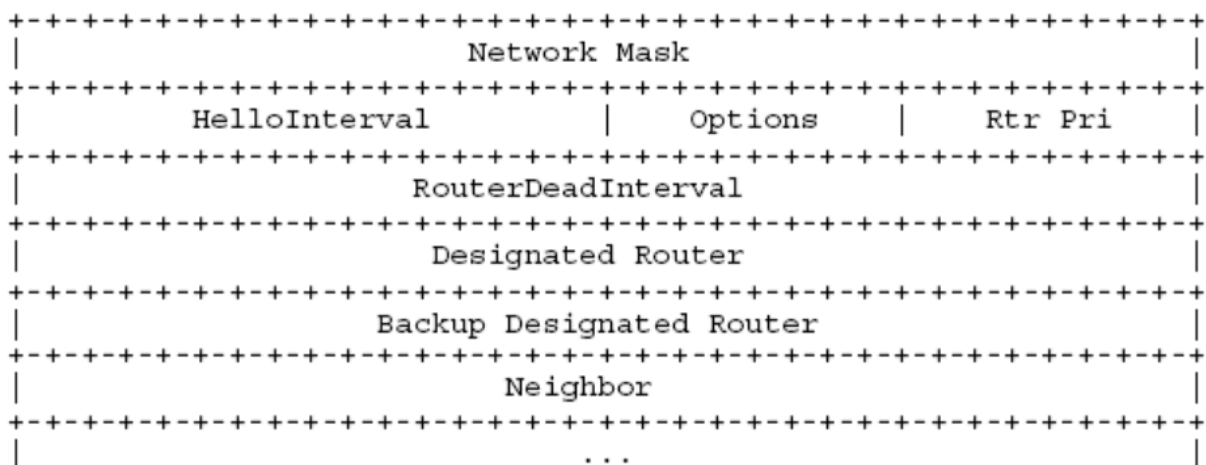 +-+-+-+-+-+-+-+-+-+-+-+-+-+-+-+-+-+-+-+-+-+-+-+-+-+-+-+-+-+-+-+-+
| Network Mask |
+-+-+-+-+-+-+-+-+-+-+-+-+-+-+-+-+-+-+-+-+-+-+-+-+-+-+-+-+-+-+-+-+
| HelloInterval | Options | Rtr Pri |
+-+-+-+-+-+-+-+-+-+-+-+-+-+-+-+-+-+-+-+-+-+-+-+-+-+-+-+-+-+-+-+-+
| RouterDeadInterval |
+-+-+-+-+-+-+-+-+-+-+-+-+-+-+-+-+-+-+-+-+-+-+-+-+-+-+-+-+-+-+-+-+
| Designated Router |
+-+-+-+-+-+-+-+-+-+-+-+-+-+-+-+-+-+-+-+-+-+-+-+-+-+-+-+-+-+-+-+-+
| Backup Designated Router |
+-+-+-+-+-+-+-+-+-+-+-+-+-+-+-+-+-+-+-+-+-+-+-+-+-+-+-+-+-+-+-+-+
| Neighbor |
+-+-+-+-+-+-+-+-+-+-+-+-+-+-+-+-+-+-+-+-+-+-+-+-+-+-+-+-+-+-+-+-+
| ... |